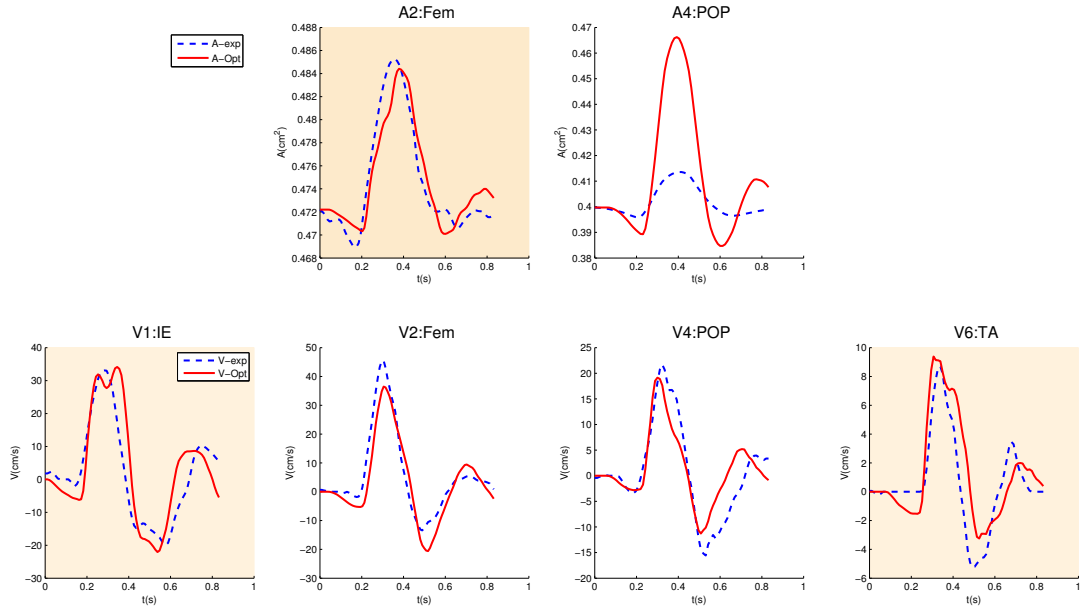 A2:Fem
A4:POP
A−exp
A−Opt
0.488
0.486
0.484
0.482
0.48
0.478
0.476
0.474
0.472
0.47
0.468
A(cm2)
0 0.2 0.4 0.6 0.8 1
t(s)
0.48
0.47
0.46
0.45
0.44
0.43
0.42
0.41
0.4
0.39
0.38
A(cm2)
0 0.2 0.4 0.6 0.8 1
t(s)
V1:IE
V2:Fem
V4:POP
V6:TA
V−exp
V−Opt
40
30
20
10
0
−10
−20
−30
V(cm/s)
0 0.2 0.4 0.6 0.8 1
t(s)
50
40
30
20
10
0
−10
−20
−30
V(cm/s)
0 0.2 0.4 0.6 0.8 1
t(s)
25
20
15
10
5
0
−5
−10
−15
−20
V(cm/s)
0 0.2 0.4 0.6 0.8 1
t(s)
10
8
6
4
2
0
−2
−4
−6
V(cm/s)
0 0.2 0.4 0.6 0.8 1
t(s)